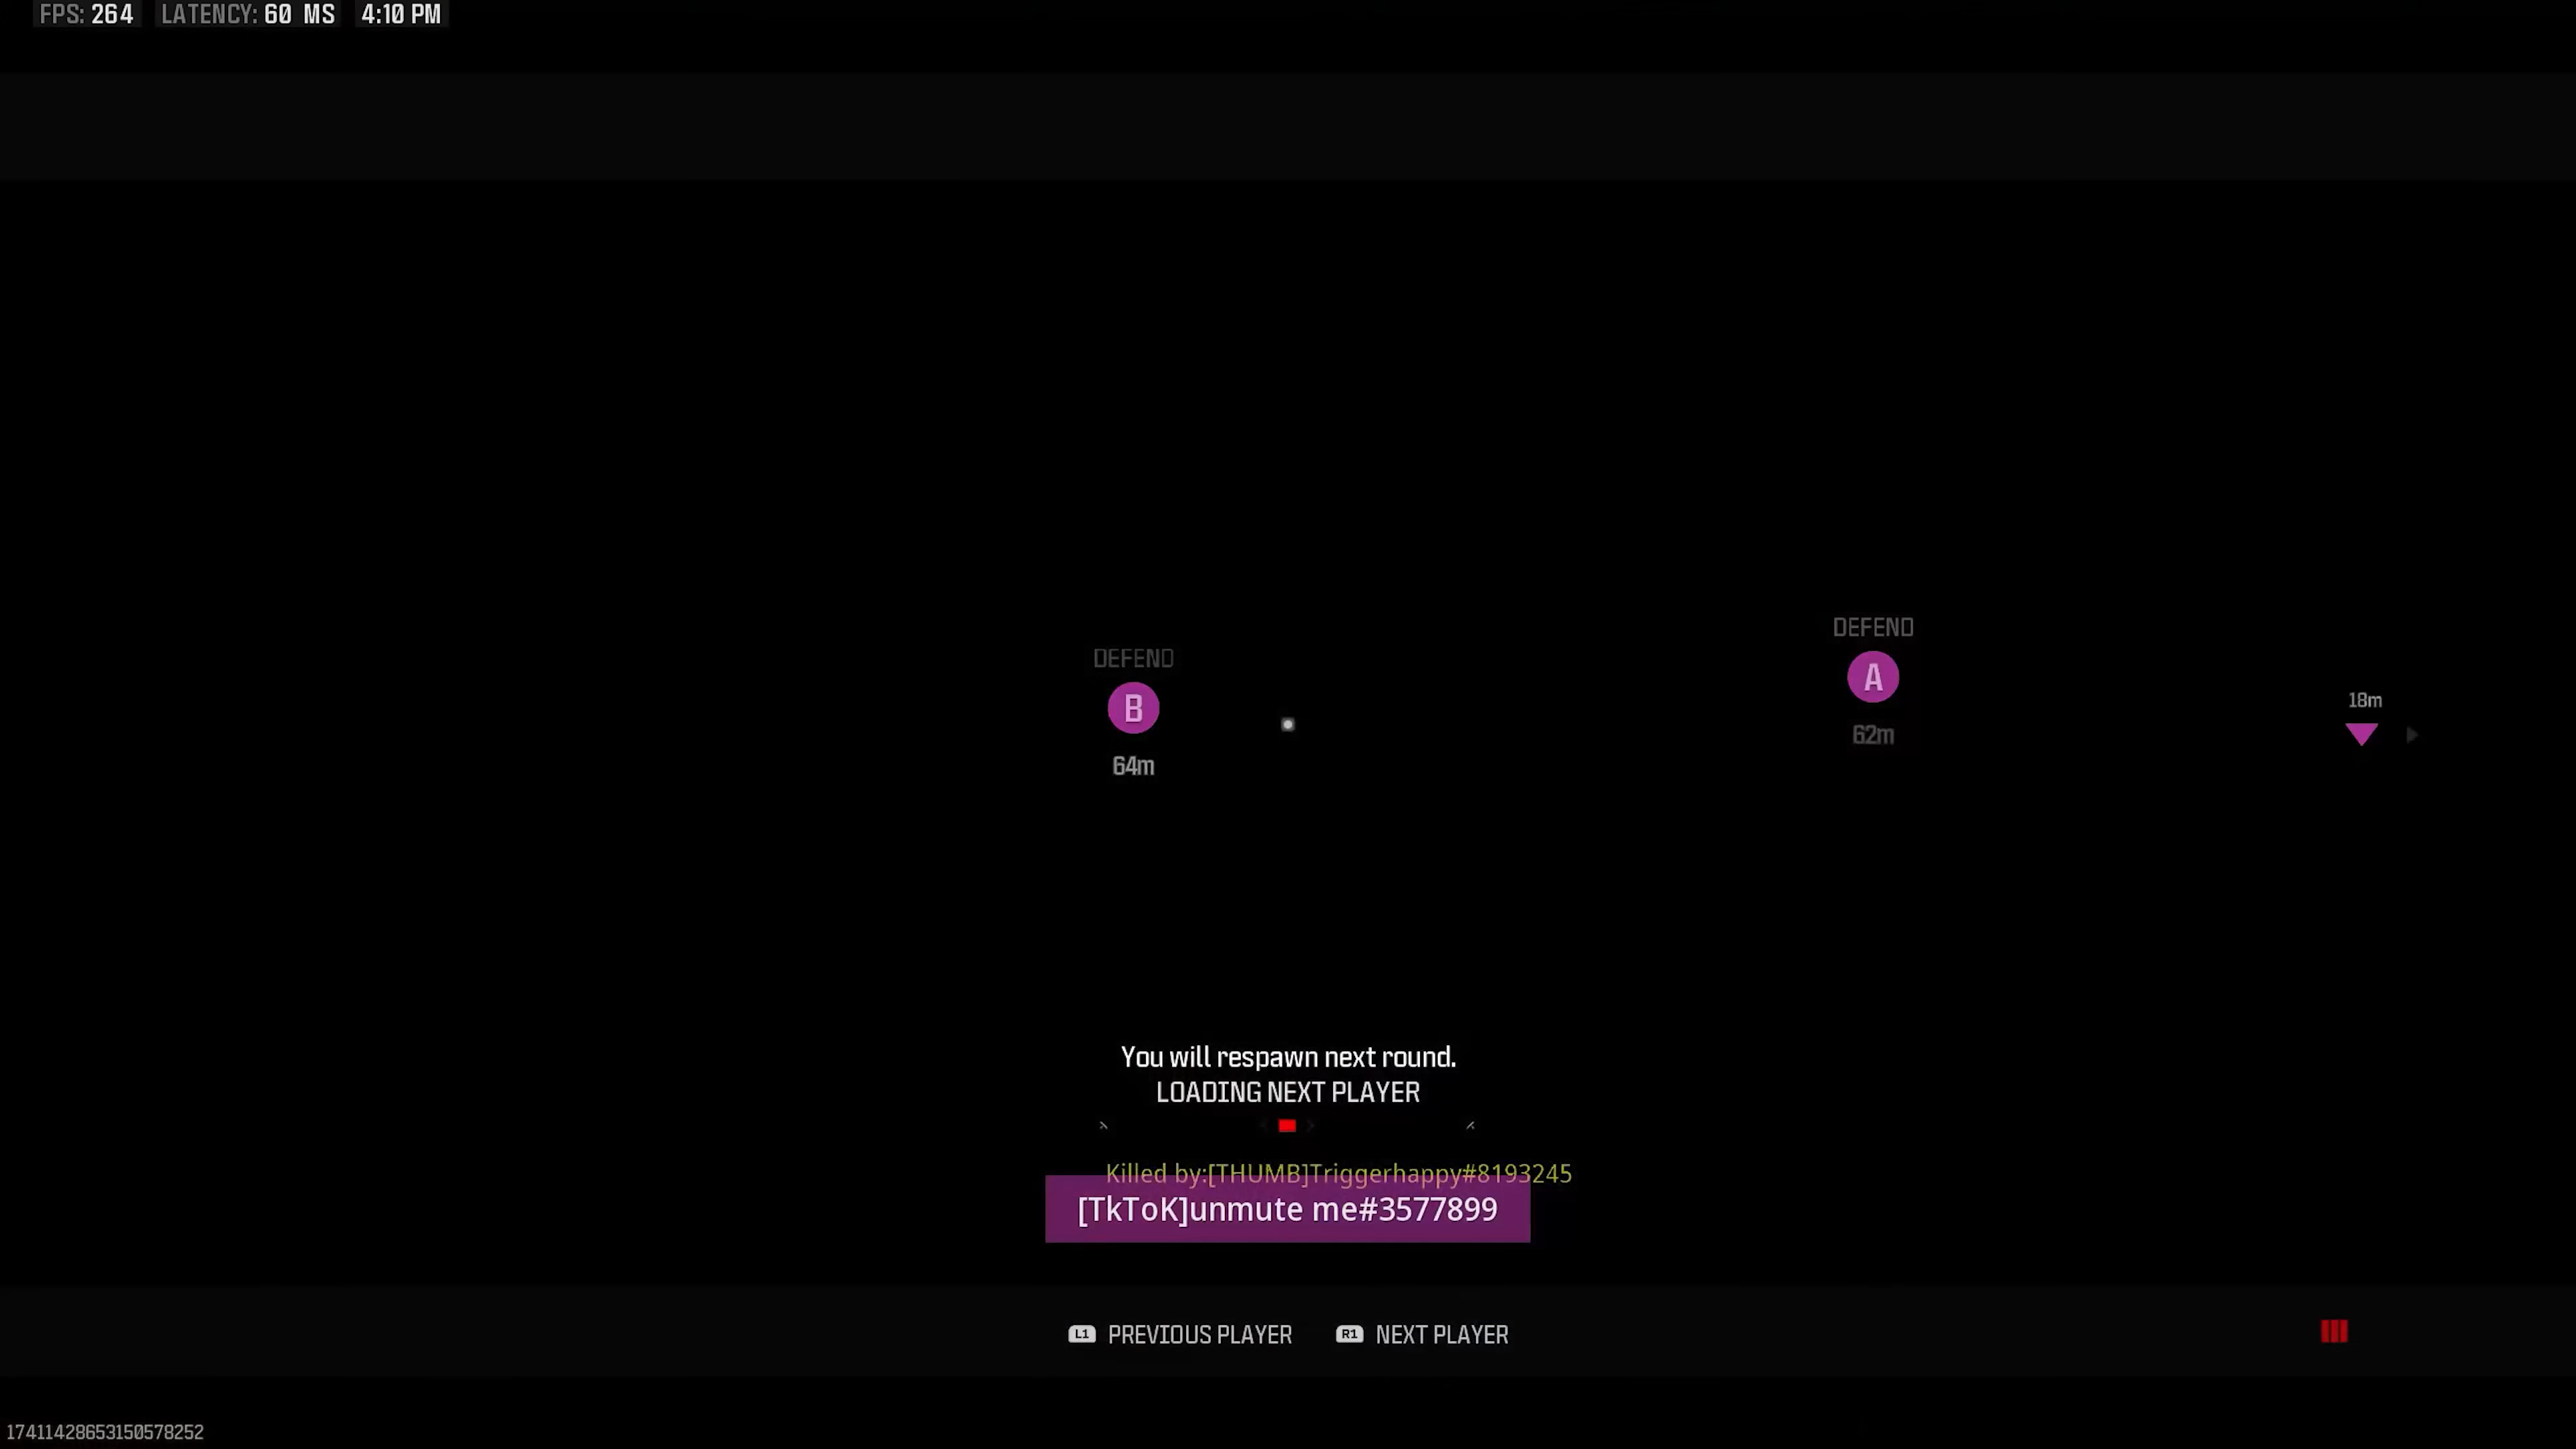 FPS: 264 LATENCY: 60 MS 4:10 PM
DEFEND
A
62m
DEFEND
B
64m
18m
You will respawn next round.
LOADING NEXT PLAYER
Killed by:[THUMB]Triggerhappy#8193245
[TkToK]unmute me#3577899
L1 PREVIOUS PLAYER R1 NEXT PLAYER
17411428653150578252